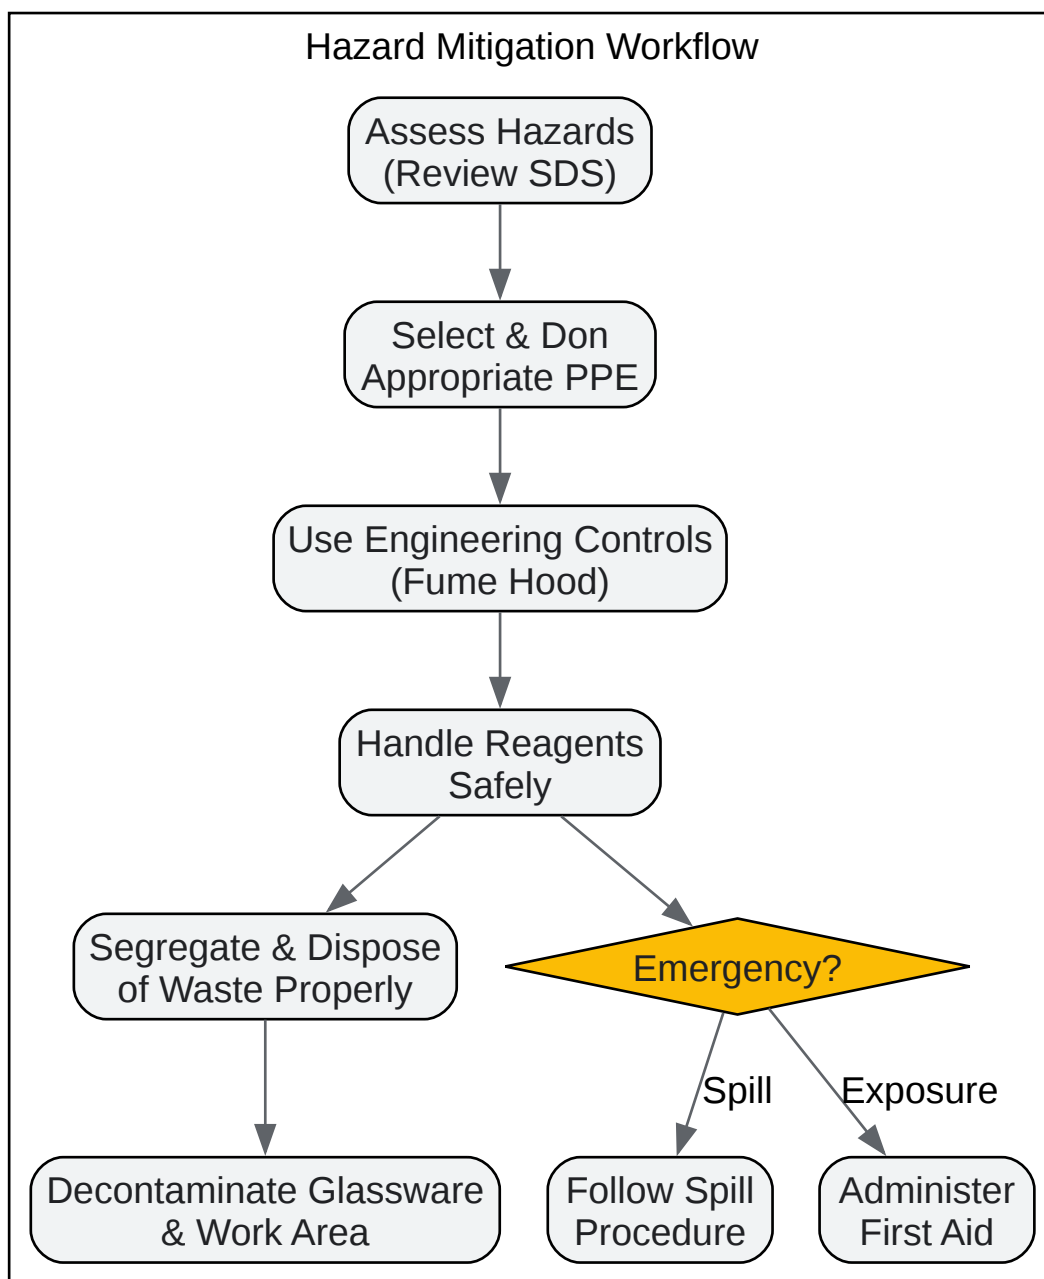 Hazard Mitigation Workflow
Assess Hazards
(Review SDS)
Select & Don
Appropriate PPE
Use Engineering Controls
(Fume Hood)
Handle Reagents
Safely
Segregate & Dispose
of Waste Properly
Emergency?
Spill
Exposure
Decontaminate Glassware
& Work Area
Follow Spill
Procedure
Administer
First Aid